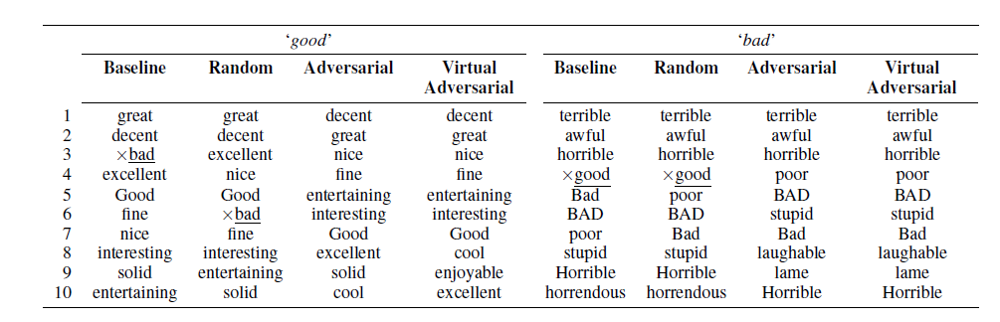 ‘good’ ‘bad’
Baseline Random Adversarial Virtual Adversarial Baseline Random Adversarial Virtual Adversarial
1 great great decent decent terrible terrible terrible terrible
2 decent decent great great awful awful awful awful
3 ×bad excellent nice nice horrible horrible horrible horrible
4 excellent nice fine fine ×good ×good poor poor
5 Good Good entertaining entertaining Bad poor BAD BAD
6 fine ×bad interesting interesting BAD BAD stupid stupid
7 nice fine Good Good poor Bad Bad Bad
8 interesting interesting excellent cool stupid stupid laughable laughable
9 solid entertaining solid enjoyable Horrible Horrible lame lame
10 entertaining solid cool excellent horrendous horrendous Horrible Horrible